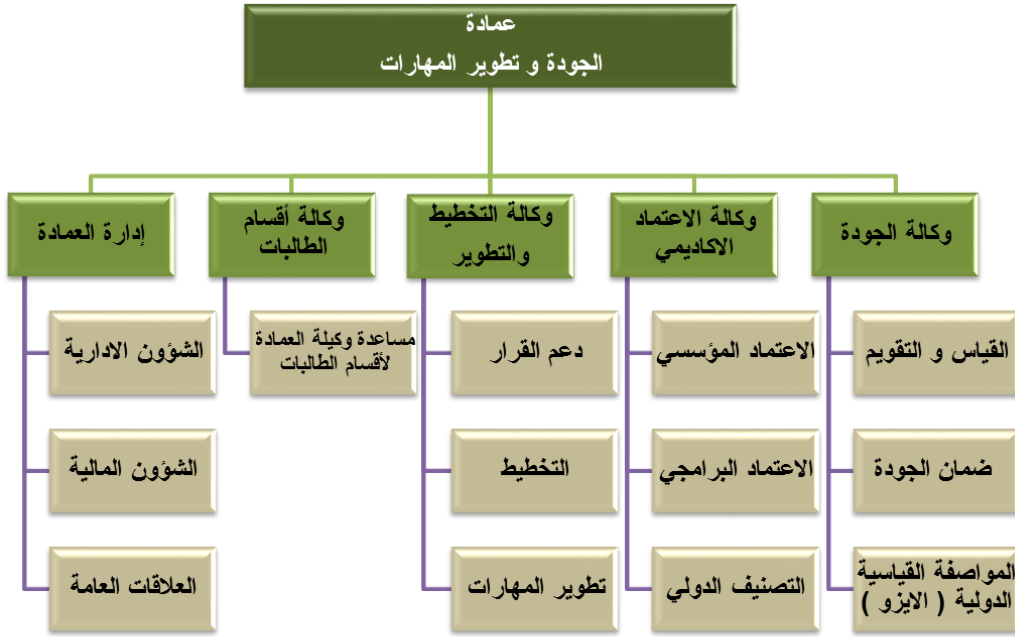 عمادة
الجودة و تطوير المهارات
وكالة الجودة
وكالة الاعتماد
الاكاديمي
وكالة التخطيط
والتطوير
وكالة أقسام
الطالبات
إدارة العمادة
القياس و التقويم
الاعتماد المؤسسي
دعم القرار
مساعدة وكيلة العمادة
لأقسام الطالبات
الشؤون الادارية
ضمان الجودة
الاعتماد البرامجي
التخطيط
الشؤون المالية
المواصفة القياسية
الدولية ( الايزو )
التصنيف الدولي
تطوير المهارات
العلاقات العامة